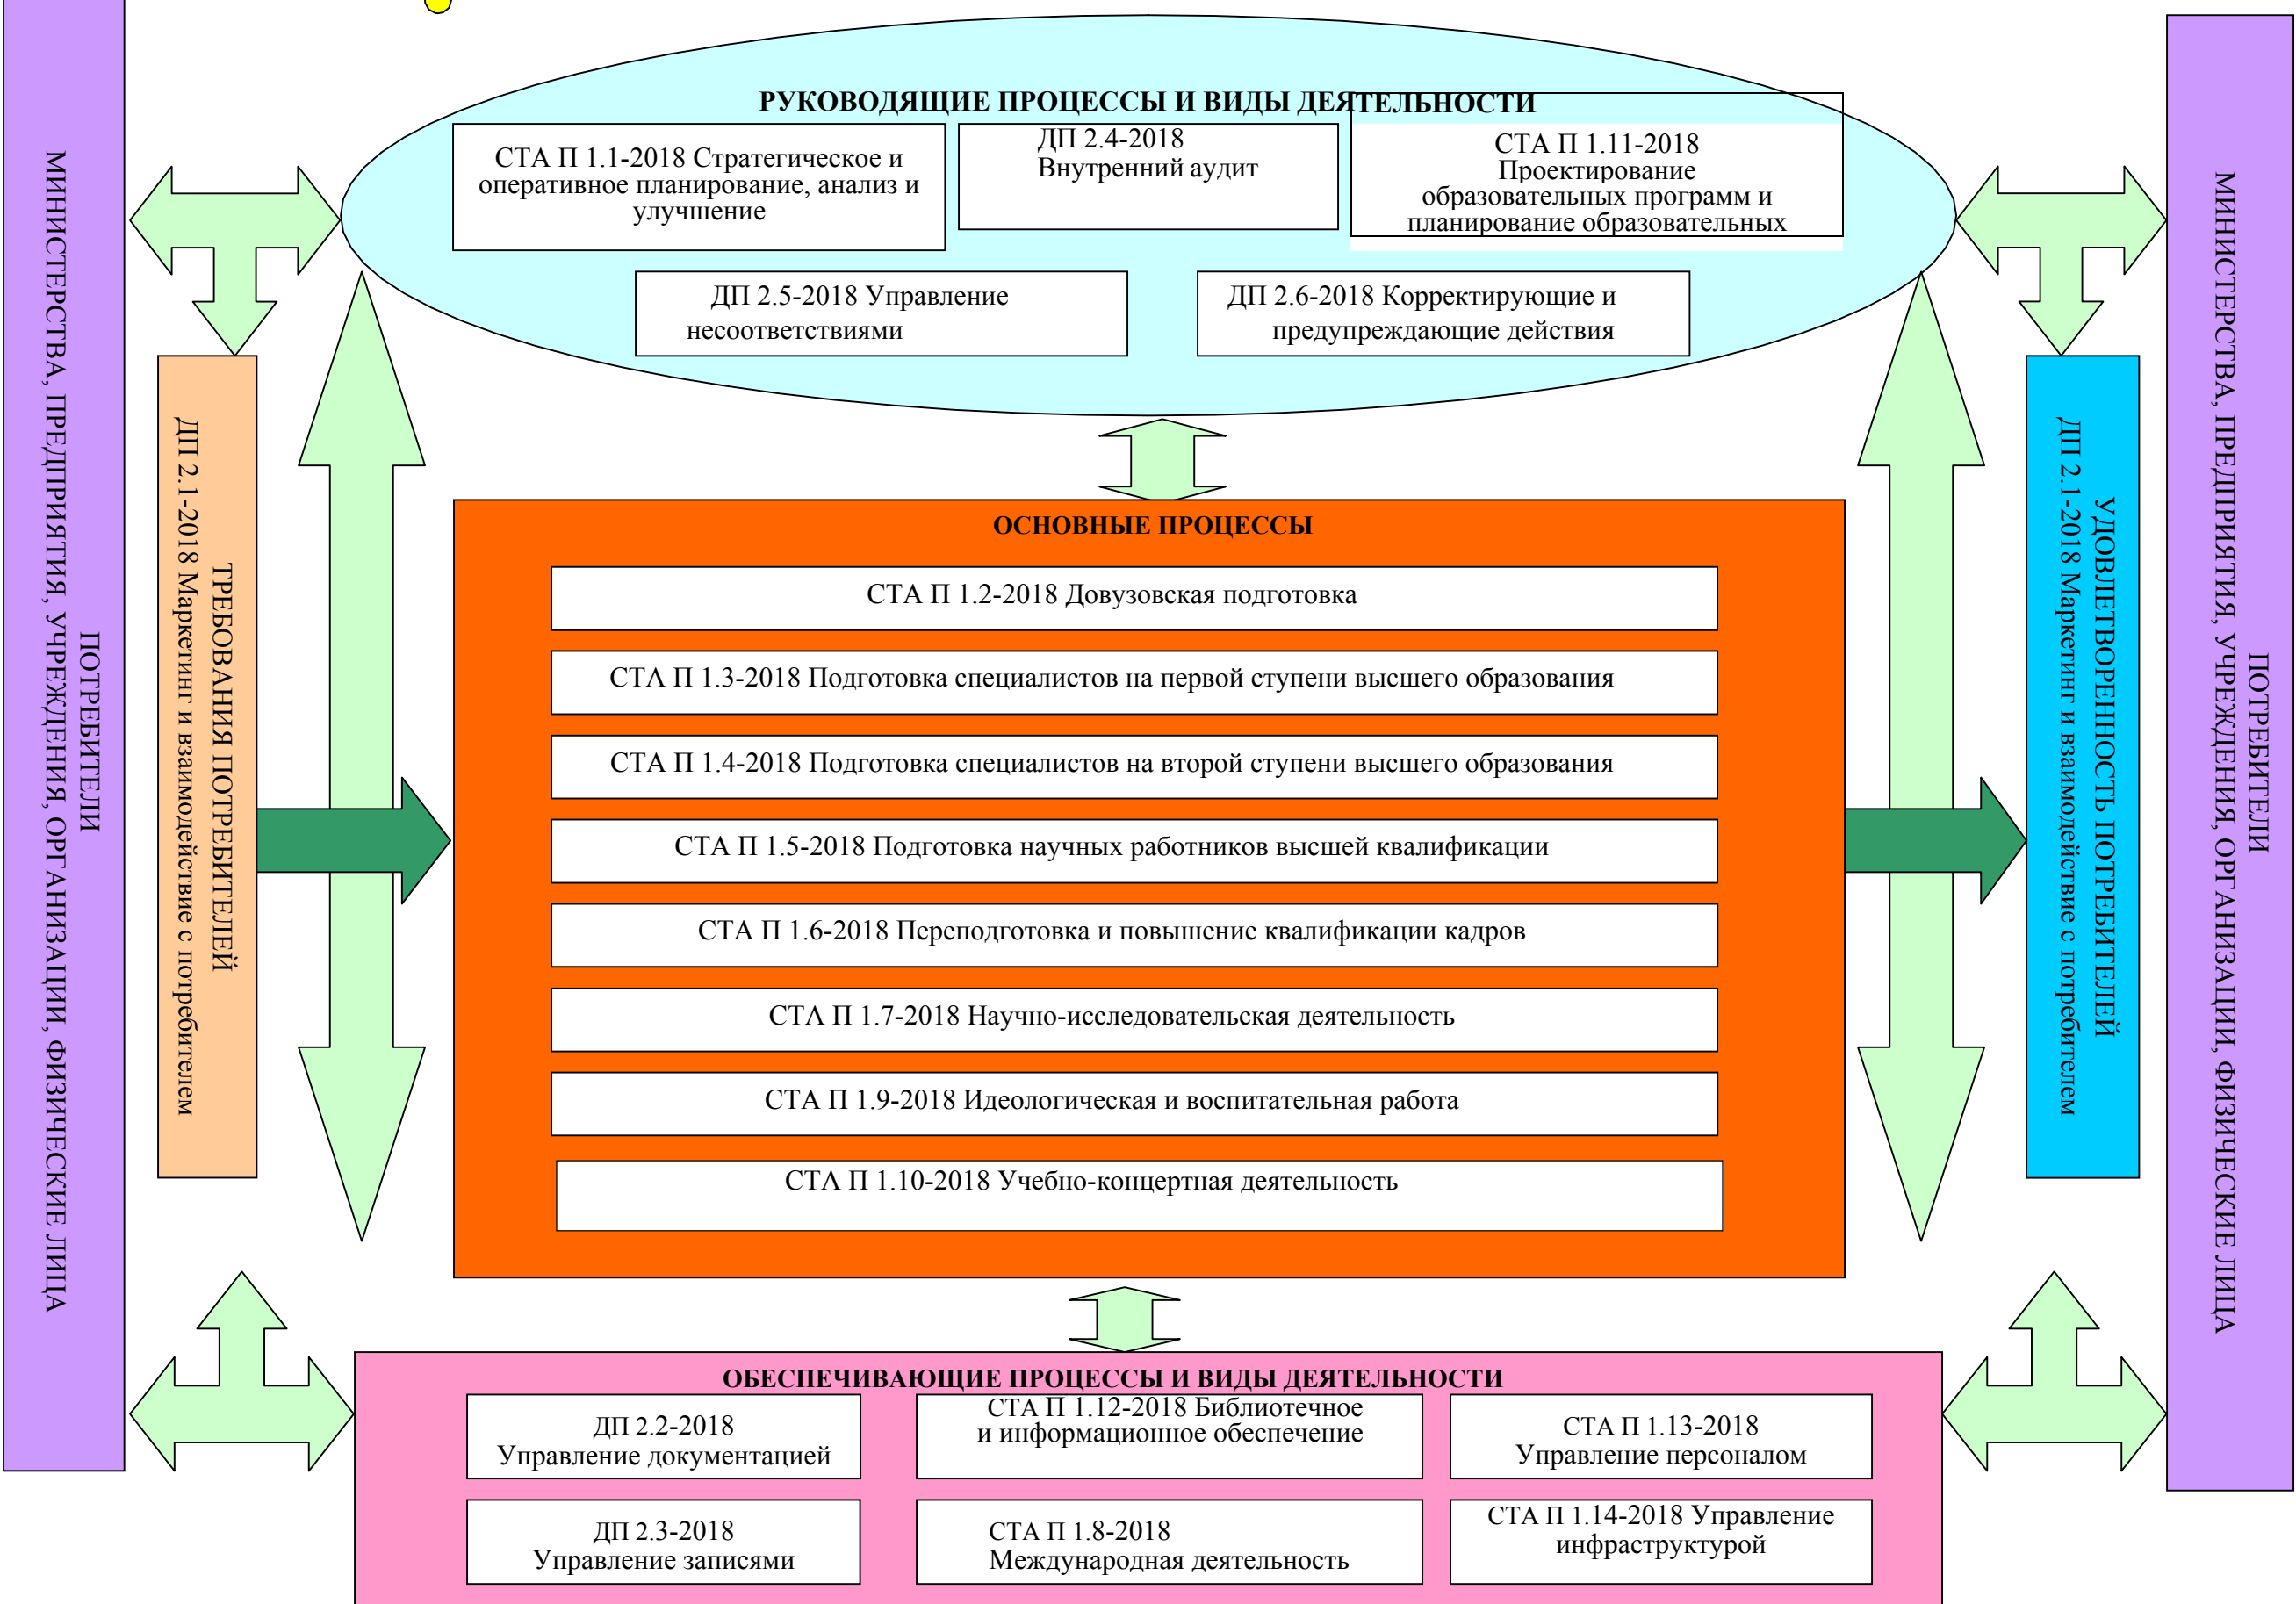 РУКОВОДЯЩИЕ ПРОЦЕССЫ И ВИДЫ ДЕЯТЕЛЬНОСТИ
СТА П 1.1-2018 Стратегическое и
оперативное планирование, анализ и
улучшение
ДП 2.4-2018
Внутренний аудит
СТА П 1.11-2018
Проектирование
образовательных программ и
планирование образовательных
ДП 2.5-2018 Управление
несоответствиями
ДП 2.6-2018 Корректирующие и
предупреждающие действия
ПОТРЕБИТЕЛИ
МИНИСТЕРСТВА, ПРЕДПРИЯТИЯ, УЧРЕЖДЕНИЯ, ОРГАНИЗАЦИИ, ФИЗИЧЕСКИЕ ЛИЦА
ТРЕБОВАНИЯ ПОТРЕБИТЕЛЕЙ
ДП 2.1-2018 Маркетинг и взаимодействие с потребителем
ОСНОВНЫЕ ПРОЦЕССЫ
СТА П 1.2-2018 Довузовская подготовка
СТА П 1.3-2018 Подготовка специалистов на первой ступени высшего образования
СТА П 1.4-2018 Подготовка специалистов на второй ступени высшего образования
СТА П 1.5-2018 Подготовка научных работников высшей квалификации
СТА П 1.6-2018 Переподготовка и повышение квалификации кадров
СТА П 1.7-2018 Научно-исследовательская деятельность
СТА П 1.9-2018 Идеологическая и воспитательная работа
СТА П 1.10-2018 Учебно-концертная деятельность
УДОВЛЕТВОРЕННОСТЬ ПОТРЕБИТЕЛЕЙ
ДП 2.1-2018 Маркетинг и взаимодействие с потребителем
ПОТРЕБИТЕЛИ
МИНИСТЕРСТВА, ПРЕДПРИЯТИЯ, УЧРЕЖДЕНИЯ, ОРГАНИЗАЦИИ, ФИЗИЧЕСКИЕ ЛИЦА
ОБЕСПЕЧИВАЮЩИЕ ПРОЦЕССЫ И ВИДЫ ДЕЯТЕЛЬНОСТИ
ДП 2.2-2018
Управление документацией
СТА П 1.12-2018 Библиотечное
и информационное обеспечение
СТА П 1.13-2018
Управление персоналом
ДП 2.3-2018
Управление записями
СТА П 1.8-2018
Международная деятельность
СТА П 1.14-2018 Управление
инфраструктурой